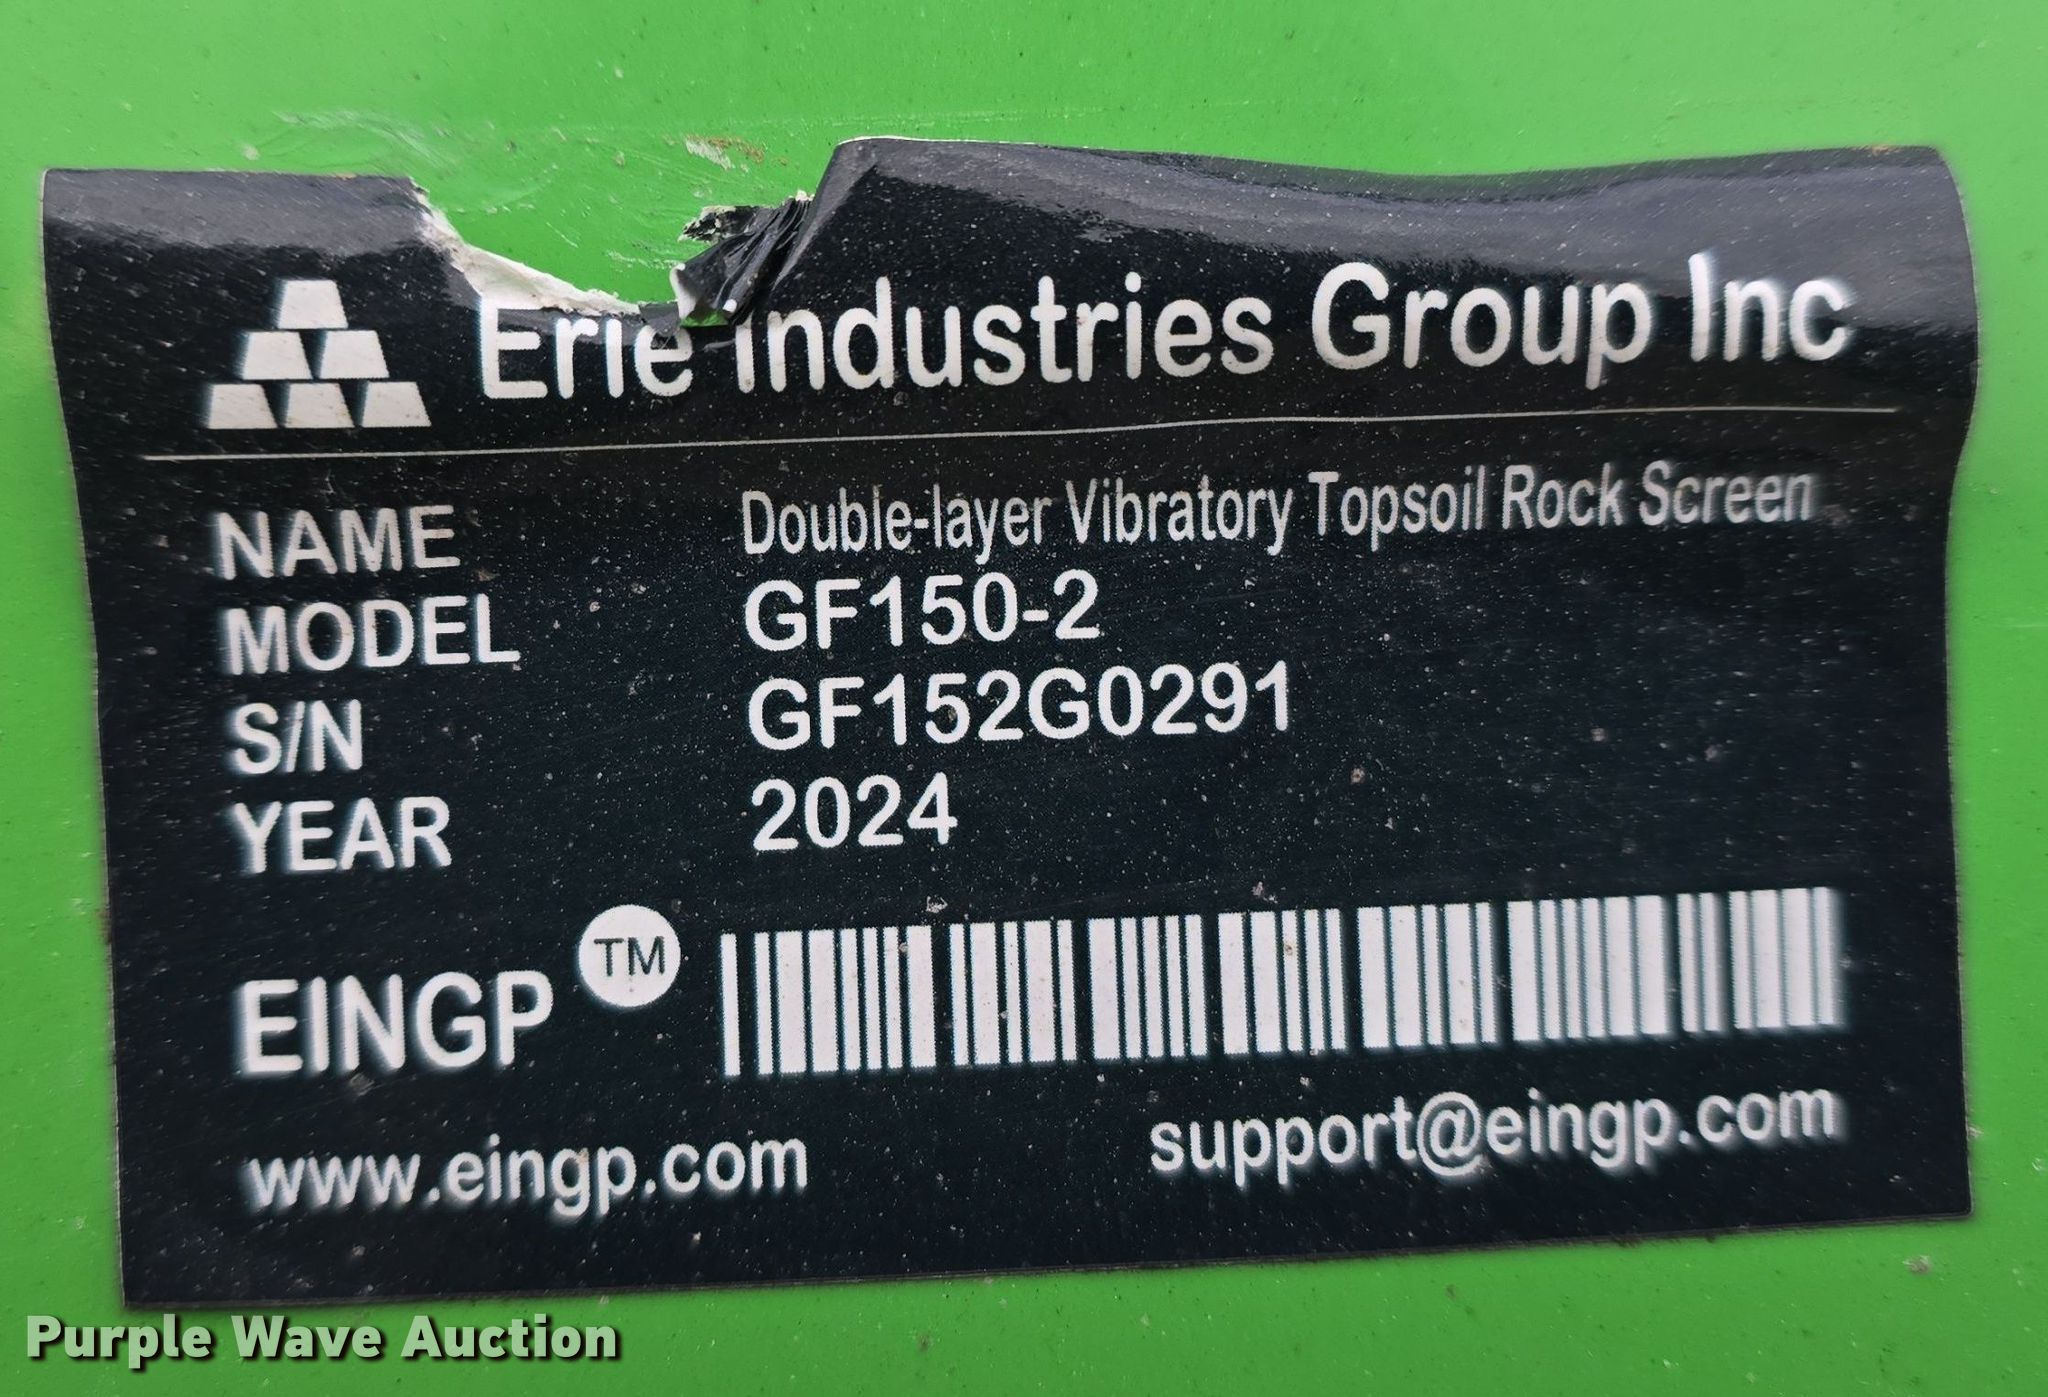 Erie Industries Group Inc
NAME Double-layer Vibratory Topsoil Rock Screen
MODEL GF150-2
S/N GF152G0291
YEAR 2024
EINGP TM
www.eingp.com support@eingp.com
Purple Wave Auction